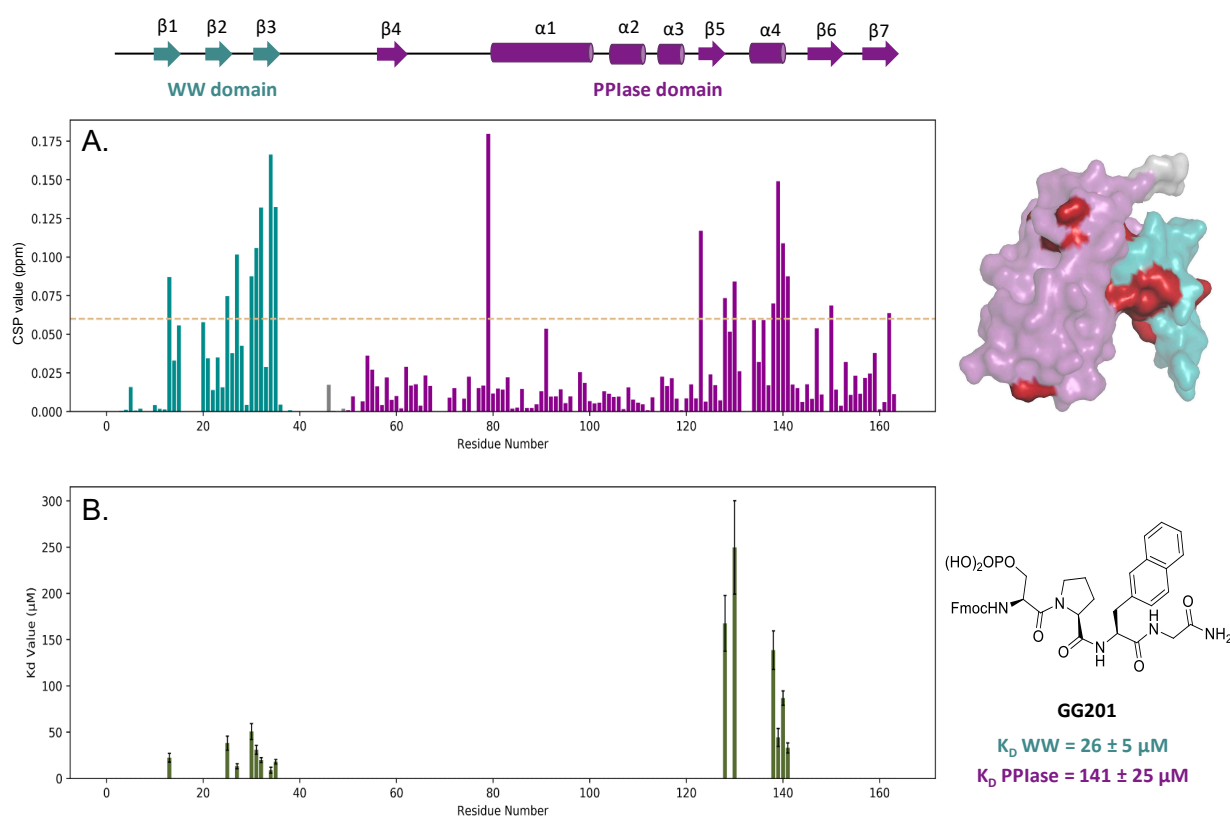 β1 β2 β3 β4 α1 α2 α3 β5 α4 β6 β7
WW domain PPIase domain
A.
0.175
0.150
0.125
0.100
0.075
0.050
0.025
0.000
CSP value (ppm)
0 20 40 60 80 100 120 140 160
Residue Number
B.
300
250
200
150
100
50
0
Kd Value (μM)
0 20 40 60 80 100 120 140 160
Residue Number
(HO)₂OPO
FmocHN
O
N
O
N
H
O
H
N
O
NH₂
GG201
K_D WW = 26 ± 5 μM
K_D PPIase = 141 ± 25 μM